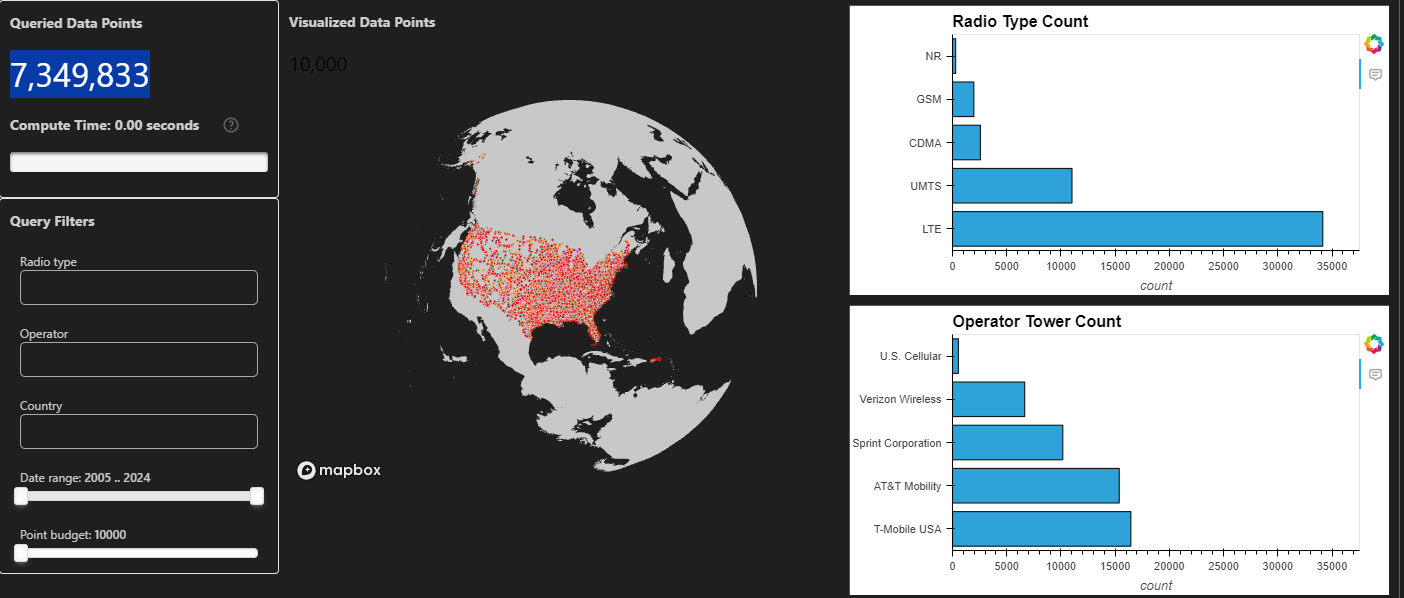 Queried Data Points
7,349,833
Compute Time: 0.00 seconds
?
Query Filters
Radio type
Operator
Country
Date range: 2005 .. 2024
Point budget: 10000
Visualized Data Points
10,000
mapbox
Radio Type Count
NR
GSM
CDMA
UMTS
LTE
0 5000 10000 15000 20000 25000 30000 35000
count
Operator Tower Count
U.S. Cellular
Verizon Wireless
Sprint Corporation
AT&T Mobility
T-Mobile USA
0 5000 10000 15000 20000 25000 30000 35000
count